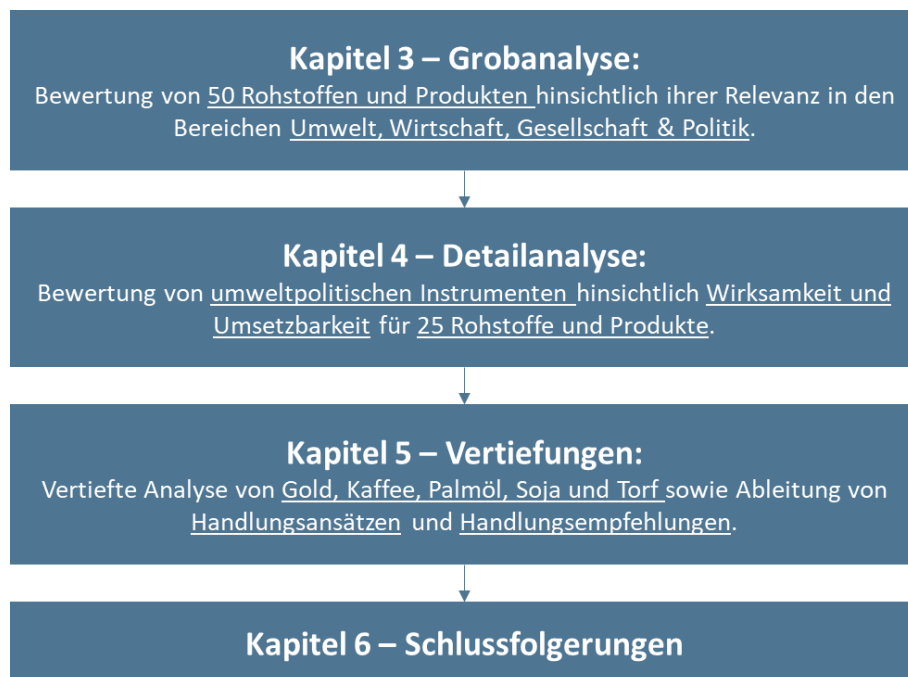 Kapitel 3 – Grobanalyse:
Bewertung von 50 Rohstoffen und Produkten hinsichtlich ihrer Relevanz in den
Bereichen Umwelt, Wirtschaft, Gesellschaft & Politik.
Kapitel 4 – Detailanalyse:
Bewertung von umweltpolitischen Instrumenten hinsichtlich Wirksamkeit und
Umsetzbarkeit für 25 Rohstoffe und Produkte.
Kapitel 5 – Vertiefungen:
Vertiefte Analyse von Gold, Kaffee, Palmöl, Soja und Torf sowie Ableitung von
Handlungsansätzen und Handlungsempfehlungen.
Kapitel 6 – Schlussfolgerungen